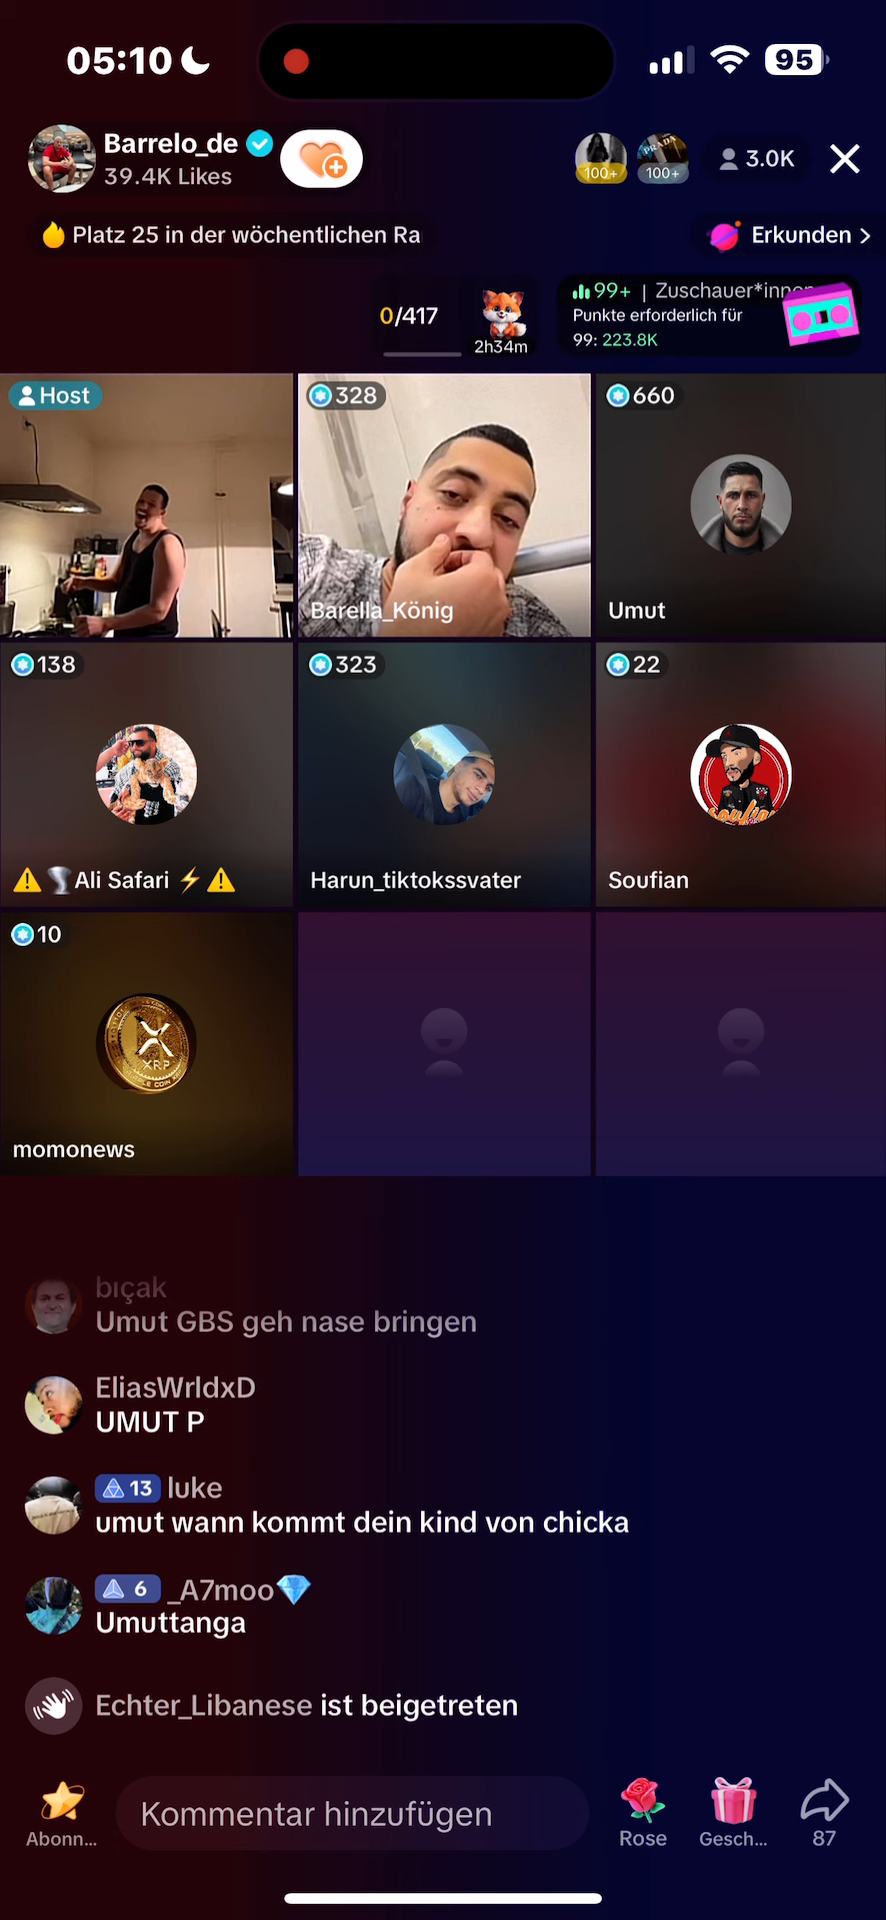 05:10
95
Barrelo_de
39.4K Likes
100+
100+
3.0K
Platz 25 in der wöchentlichen Ra
Erkunden >
0/417
2h34m
99+ | Zuschauer*innen
Punkte erforderlich für
99: 223.8K
Host
328
660
Barella_König
Umut
138
323
22
Ali Safari
Harun_tiktokssvater
Soufian
soufian
10
XRP
momonews
bıçak
Umut GBS geh nase bringen
EliasWrldxD
UMUT P
13 luke
umut wann kommt dein kind von chicka
6 _A7moo
Umuttanga
Echter_Libanese ist beigetreten
Abonn...
Kommentar hinzufügen
Rose
Gesch...
87